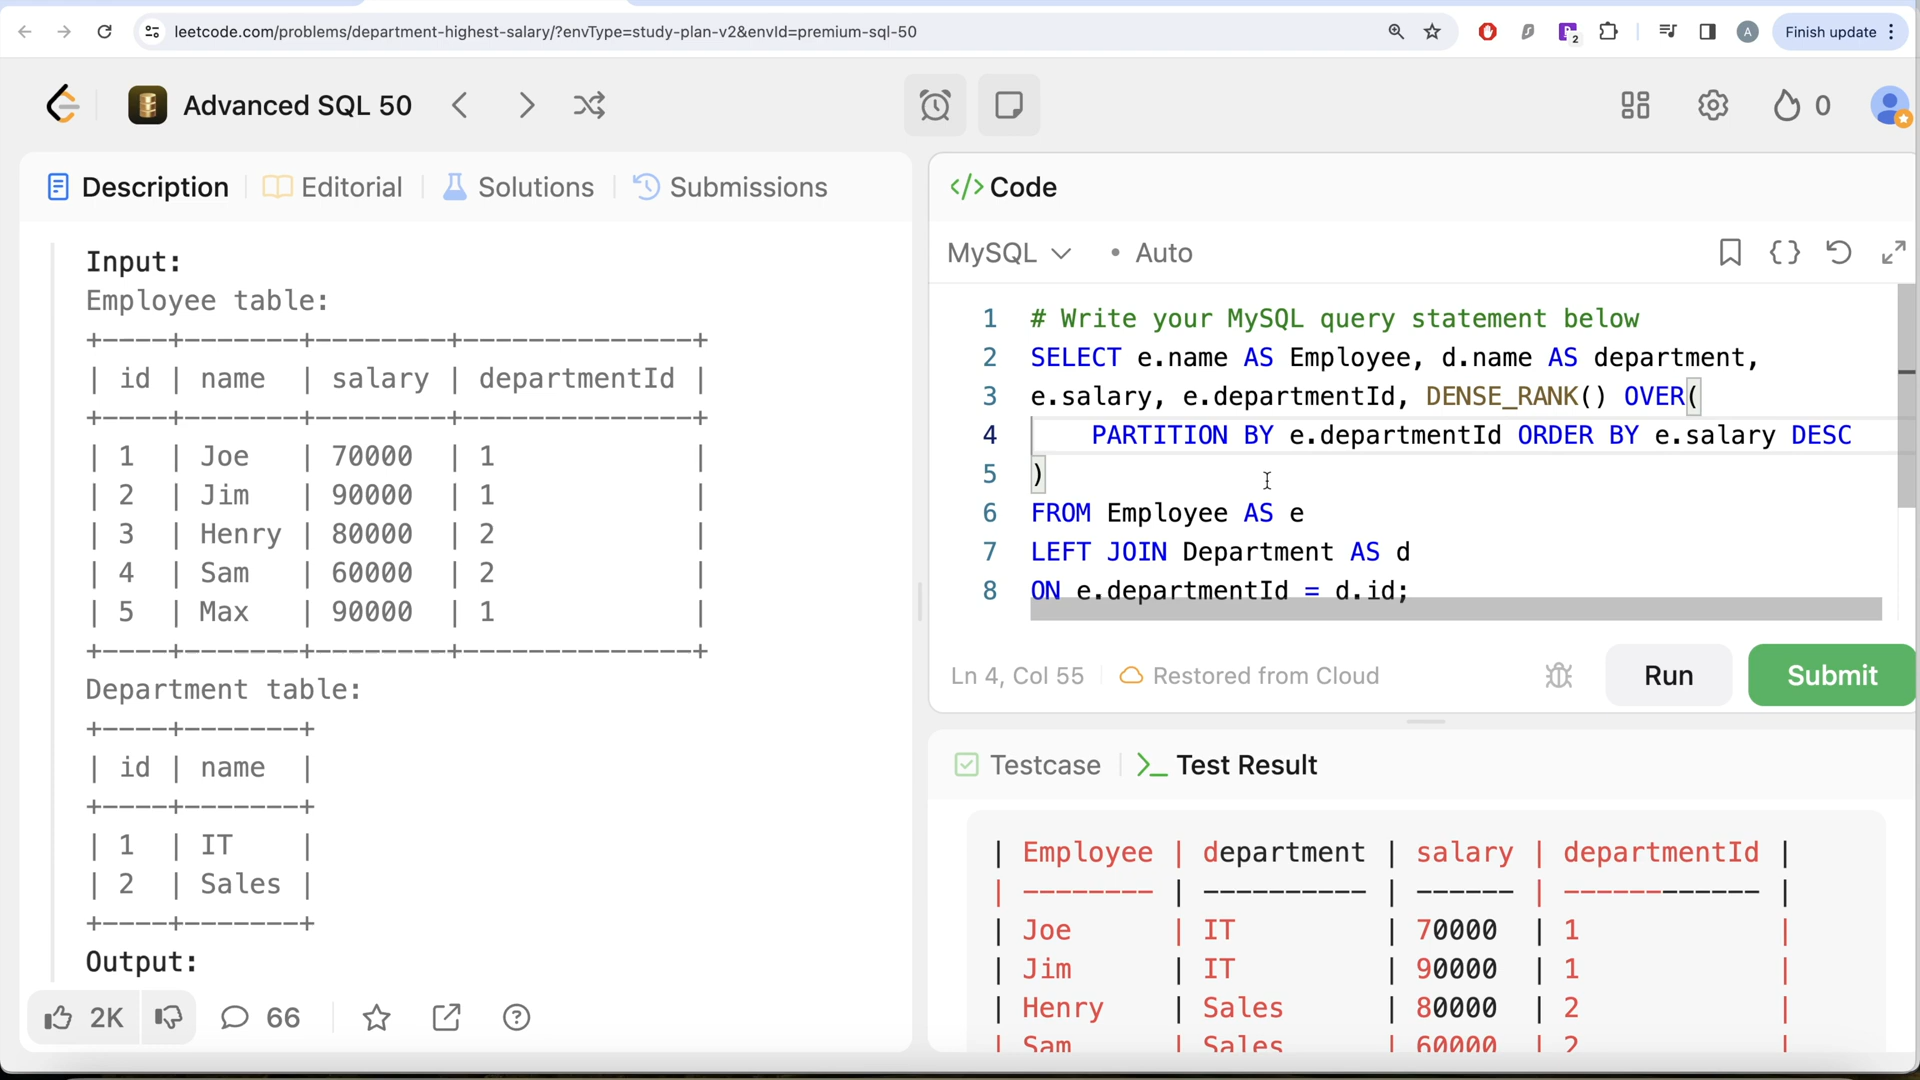 leetcode.com/problems/department-highest-salary/?envType=study-plan-v2&envId=premium-sql-50
2
A
Finish update
Advanced SQL 50
0
Description
Editorial
Solutions
Submissions
Input:
Employee table:
+----+-------+--------+--------------+
| id | name  | salary | departmentId |
+----+-------+--------+--------------+
| 1  | Joe   | 70000  | 1            |
| 2  | Jim   | 90000  | 1            |
| 3  | Henry | 80000  | 2            |
| 4  | Sam   | 60000  | 2            |
| 5  | Max   | 90000  | 1            |
+----+-------+--------+--------------+
Department table:
+----+-------+
| id | name  |
+----+-------+
| 1  | IT    |
| 2  | Sales |
+----+-------+
Output:
2K
66
</> Code
MySQL
• Auto
1 # Write your MySQL query statement below
2 SELECT e.name AS Employee, d.name AS department,
3 e.salary, e.departmentId, DENSE_RANK() OVER(
4     PARTITION BY e.departmentId ORDER BY e.salary DESC
5 )
6 FROM Employee AS e
7 LEFT JOIN Department AS d
8 ON e.departmentId = d.id;
Ln 4, Col 55
Restored from Cloud
Run
Submit
Testcase
>_ Test Result
| Employee | department | salary | departmentId |
| -------- | ---------- | ------ | ------------ |
| Joe      | IT         | 70000  | 1            |
| Jim      | IT         | 90000  | 1            |
| Henry    | Sales      | 80000  | 2            |
| Sam      | Sales      | 60000  | 2            |